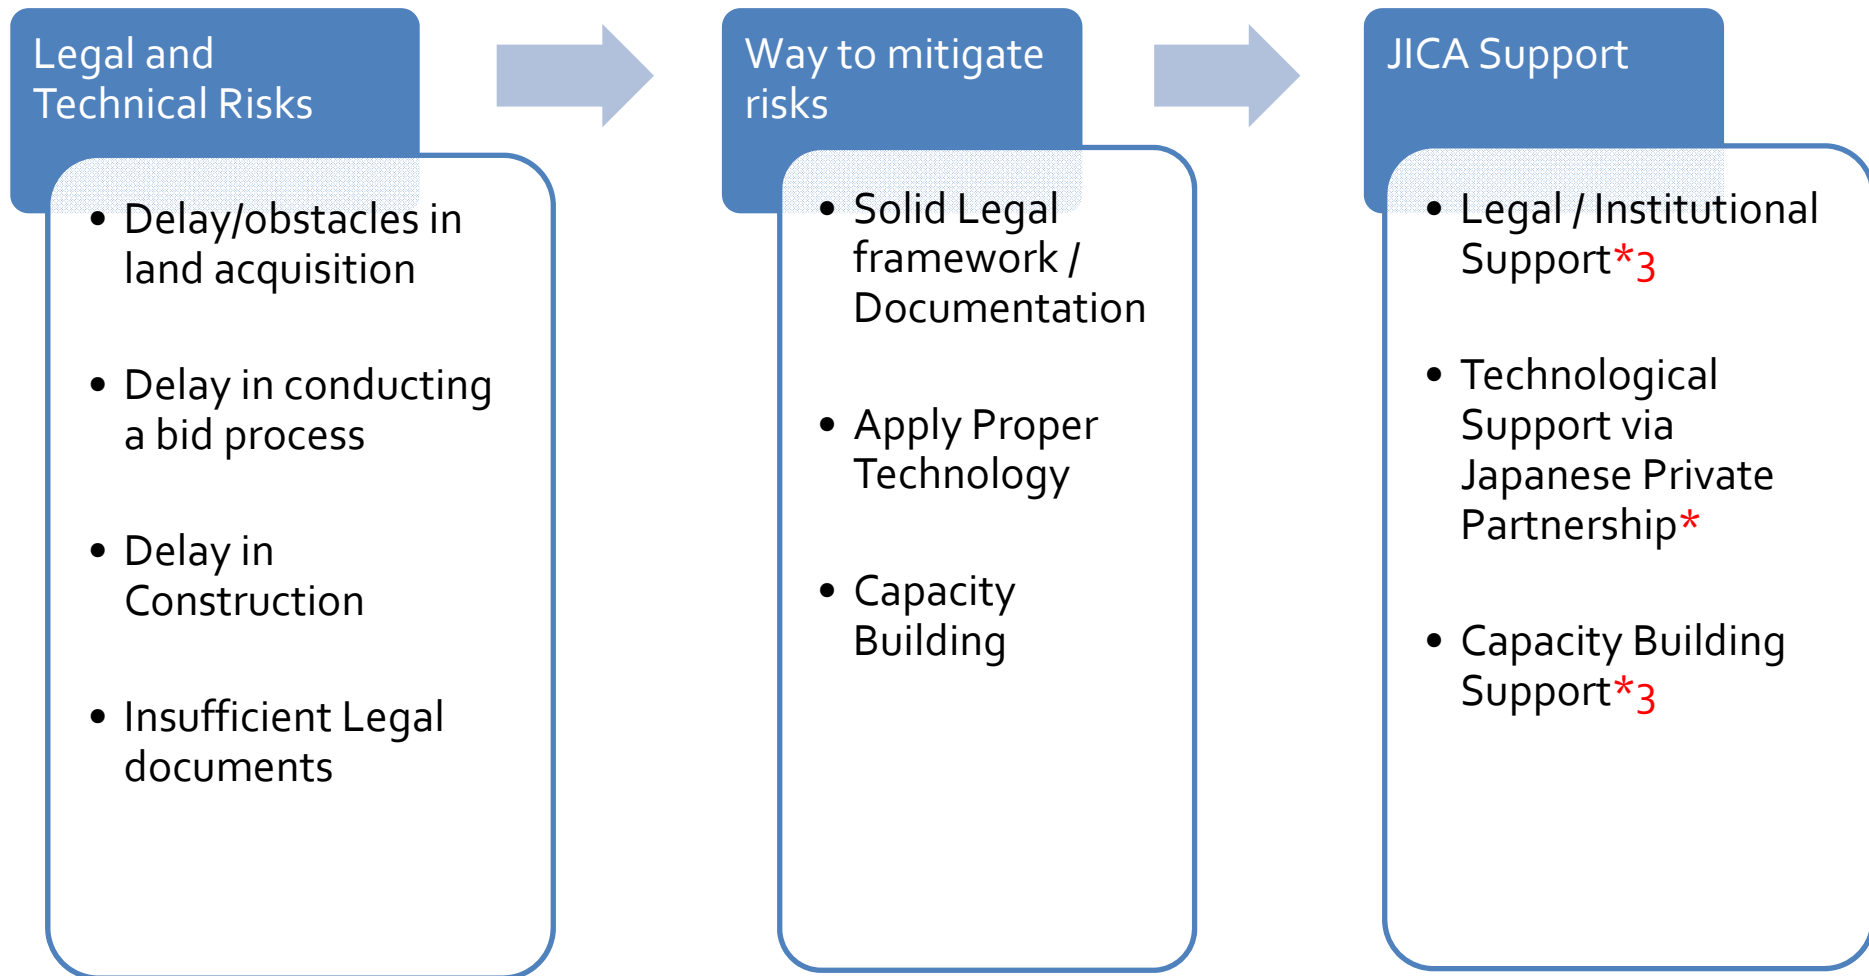 Legal and
Technical Risks
• Delay/obstacles in
land acquisition
• Delay in conducting
a bid process
• Delay in
Construction
• Insufficient Legal
documents
Way to mitigate
risks
• Solid Legal
framework /
Documentation
• Apply Proper
Technology
• Capacity
Building
JICA Support
• Legal / Institutional
Support*3
• Technological
Support via
Japanese Private
Partnership*
• Capacity Building
Support*3